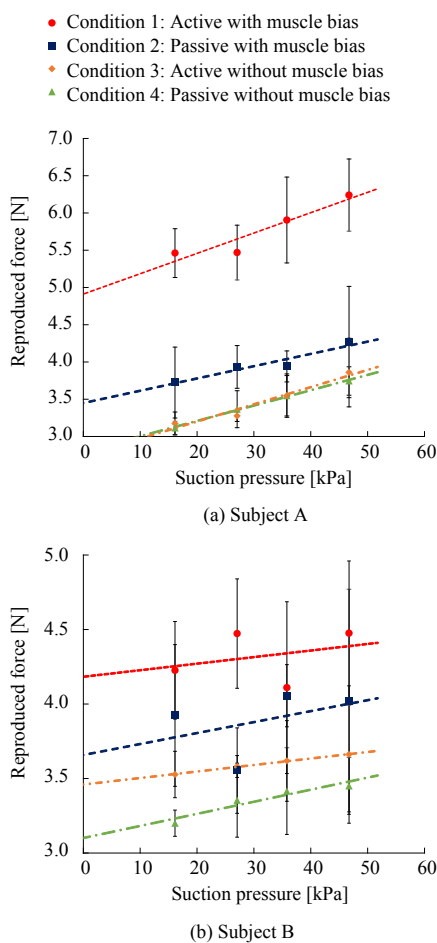 Condition 1: Active with muscle bias
Condition 2: Passive with muscle bias
Condition 3: Active without muscle bias
Condition 4: Passive without muscle bias
Reproduced force [N]
7.0
6.5
6.0
5.5
5.0
4.5
4.0
3.5
3.0
0 10 20 30 40 50 60
Suction pressure [kPa]
(a) Subject A
Reproduced force [N]
5.0
4.5
4.0
3.5
3.0
0 10 20 30 40 50 60
Suction pressure [kPa]
(b) Subject B